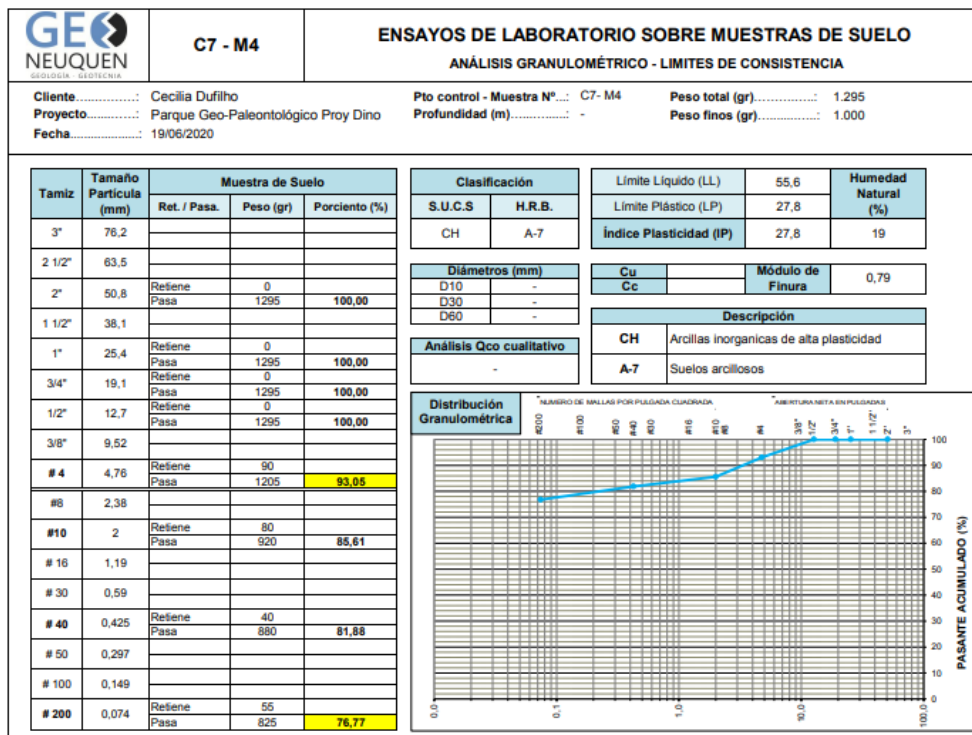 GEO
NEUQUEN
GEOLOGÍA - GEOTECNIA
C7 - M4
ENSAYOS DE LABORATORIO SOBRE MUESTRAS DE SUELO
ANÁLISIS GRANULOMÉTRICO - LIMITES DE CONSISTENCIA
Cliente................: Cecilia Dufilho
Proyecto............: Parque Geo-Paleontológico Proy Dino
Fecha.....................: 19/06/2020
Pto control - Muestra Nº...: C7- M4
Profundidad (m)..............: -
Peso total (gr)...............: 1.295
Peso finos (gr)...............: 1.000
Tamiz Tamaño Partícula (mm) Muestra de Suelo
Ret. / Pasa. Peso (gr) Porciento (%)
3" 76,2
2 1/2" 63,5
2" 50,8 Retiene 0
Pasa 1295 100,00
1 1/2" 38,1
1" 25,4 Retiene 0
Pasa 1295 100,00
3/4" 19,1 Retiene 0
Pasa 1295 100,00
1/2" 12,7 Retiene 0
Pasa 1295 100,00
3/8" 9,52
# 4 4,76 Retiene 90
Pasa 1205 93,05
#8 2,38
#10 2 Retiene 80
Pasa 920 85,61
# 16 1,19
# 30 0,59
# 40 0,425 Retiene 40
Pasa 880 81,88
# 50 0,297
# 100 0,149
# 200 0,074 Retiene 55
Pasa 825 76,77
Clasificación
S.U.C.S H.R.B.
CH A-7
Diámetros (mm)
D10 -
D30 -
D60 -
Análisis Qco cualitativo
-
Límite Líquido (LL) 55,6
Límite Plástico (LP) 27,8
Índice Plasticidad (IP) 27,8
Humedad Natural (%)
19
Cu
Cc
Módulo de Finura 0,79
Descripción
CH Arcillas inorganicas de alta plasticidad
A-7 Suelos arcillosos
Distribución Granulométrica
NUMERO DE MALLAS POR PULGADA CUADRADA
ABERTURA NETA EN PULGADAS
#200 #100 #50 #40 #30 #16 #10 #8 #4 3/8" 1/2" 3/4" 1" 1 1/2" 2" 3"
100
90
80
70
60
50
40
30
20
10
0
PASANTE ACUMULADO (%)
0,0 0,1 1,0 10,0 100,0